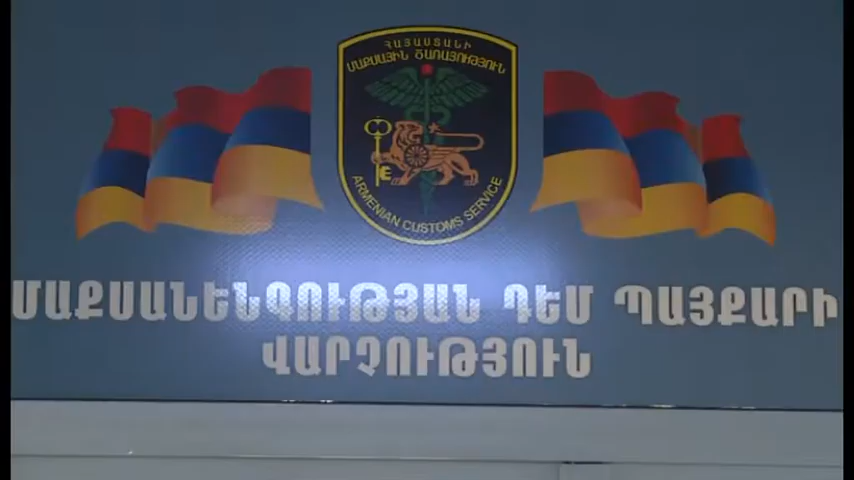 ՀԱՅԱՍՏԱՆԻ
ՄԱՔՍԱՅԻՆ ԾԱՌԱՅՈՒԹՅՈՒՆ
ARMENIAN CUSTOMS SERVICE
ՄԱՔՍԱՆԵՆԳՈՒԹՅԱՆ ԴԵՄ ՊԱՅՔԱՐԻ
ՎԱՐՉՈՒԹՅՈՒՆ